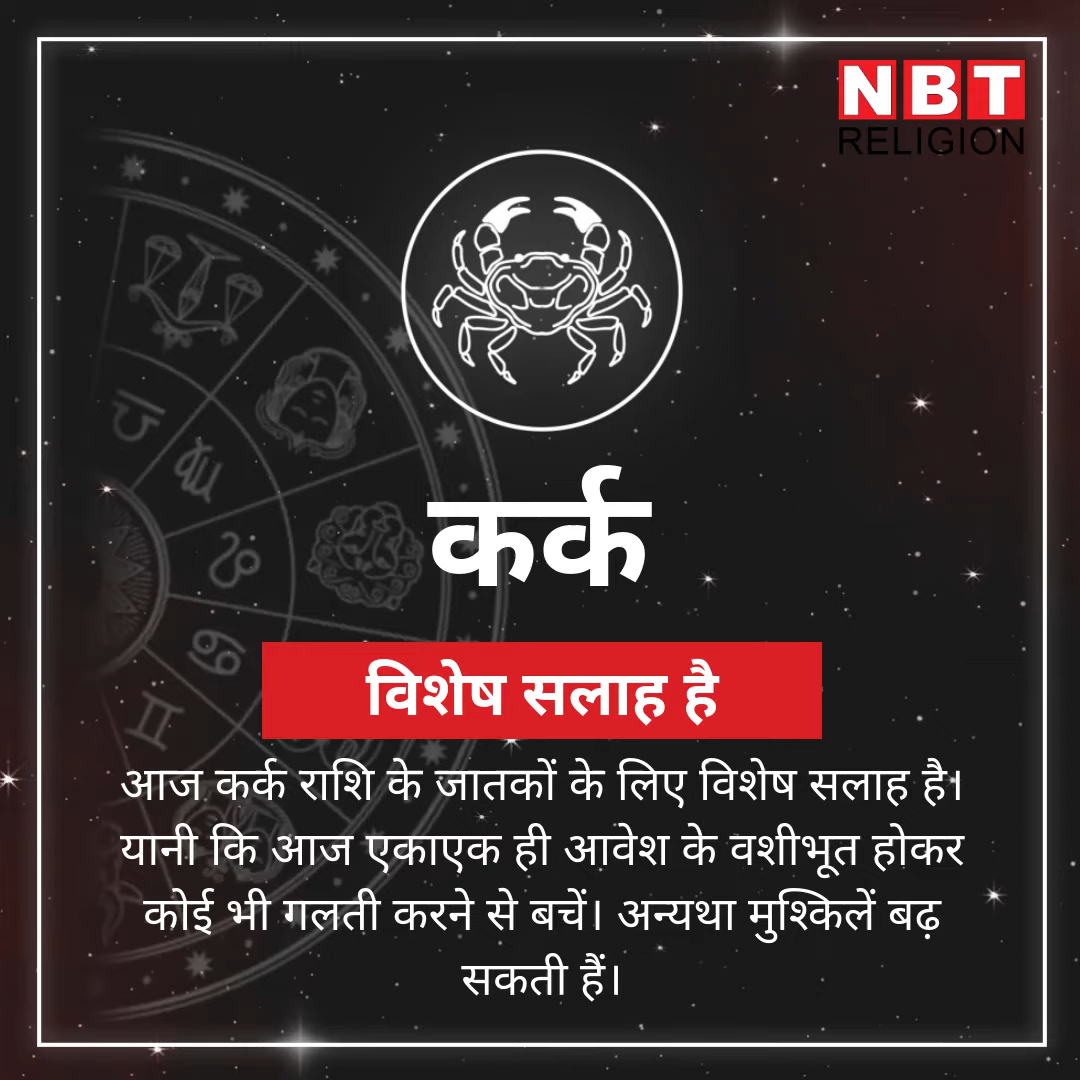 NBT
RELIGION
कर्क
विशेष सलाह है
आज कर्क राशि के जातकों के लिए विशेष सलाह है।
यानी कि आज एकाएक ही आवेश के वशीभूत होकर
कोई भी गलती करने से बचें। अन्यथा मुश्किलें बढ़
सकती हैं।